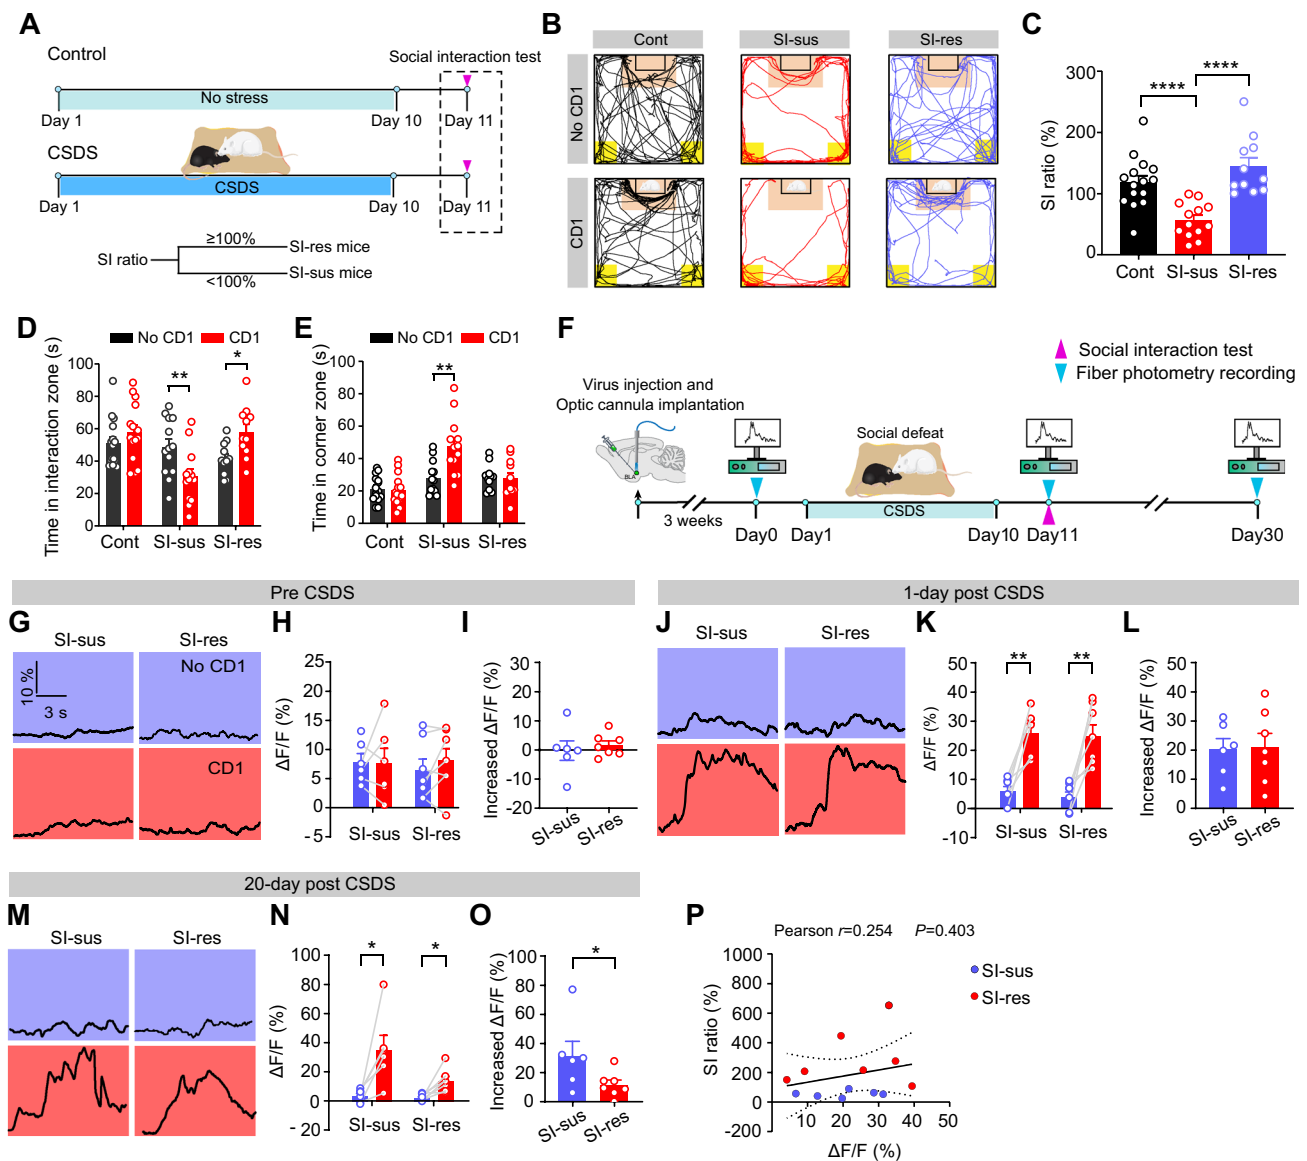 A
Control
Social interaction test
No stress
Day 1
Day 10
Day 11
CSDS
CSDS
Day 1
Day 10
Day 11
SI ratio
≥100%
SI-res mice
<100%
SI-sus mice
B
Cont
SI-sus
SI-res
No CD1
CD1
C
****
****
SI ratio (%)
300
200
100
0
Cont
SI-sus
SI-res
D
No CD1
CD1
Time in interaction zone (s)
100
80
60
40
20
0
**
*
Cont
SI-sus
SI-res
E
No CD1
CD1
Time in corner zone (s)
100
80
60
40
20
0
**
Cont
SI-sus
SI-res
F
Social interaction test
Fiber photometry recording
Virus injection and
Optic cannula implantation
BLA
Social defeat
3 weeks
CSDS
Day0
Day1
Day10
Day11
Day30
Pre CSDS
G
SI-sus
SI-res
No CD1
10 %
3 s
CD1
H
ΔF/F (%)
25
20
15
10
5
0
-5
SI-sus
SI-res
I
Increased ΔF/F (%)
30
20
10
0
-10
-20
SI-sus
SI-res
1-day post CSDS
J
SI-sus
SI-res
K
ΔF/F (%)
50
40
30
20
10
0
-10
**
**
SI-sus
SI-res
L
Increased ΔF/F (%)
50
40
30
20
10
0
SI-sus
SI-res
20-day post CSDS
M
SI-sus
SI-res
N
ΔF/F (%)
100
80
60
40
20
0
- 20
*
*
SI-sus
SI-res
O
Increased ΔF/F (%)
100
80
60
40
20
0
*
SI-sus
SI-res
P
Pearson r=0.254 P=0.403
SI ratio (%)
1000
800
600
400
200
0
-200
10
20
30
40
50
ΔF/F (%)
SI-sus
SI-res